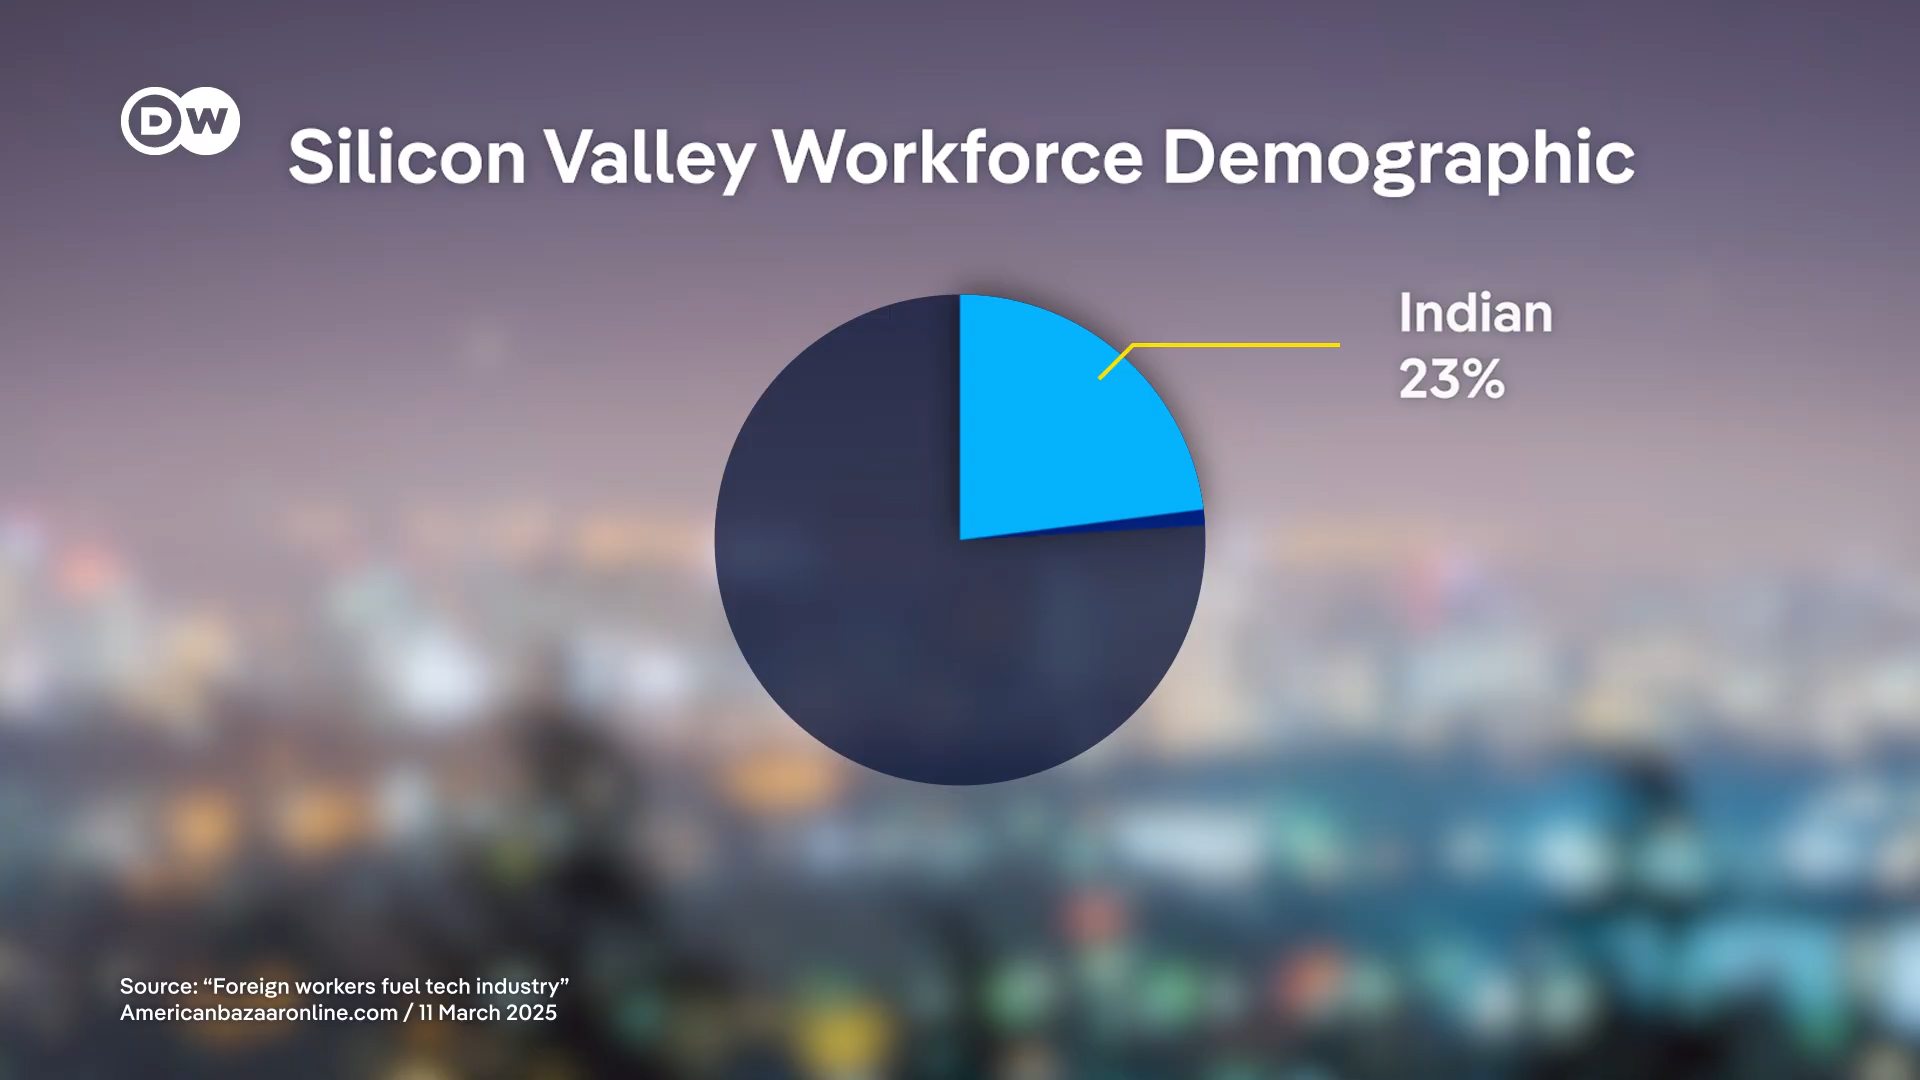 DW
Silicon Valley Workforce Demographic
Indian
23%
Source: “Foreign workers fuel tech industry”
Americanbazaaronline.com / 11 March 2025